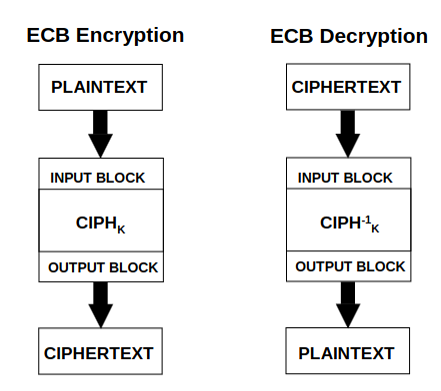 ECB Encryption
PLAINTEXT
INPUT BLOCK
CIPHK
OUTPUT BLOCK
CIPHERTEXT
ECB Decryption
CIPHERTEXT
INPUT BLOCK
CIPH-1K
OUTPUT BLOCK
PLAINTEXT